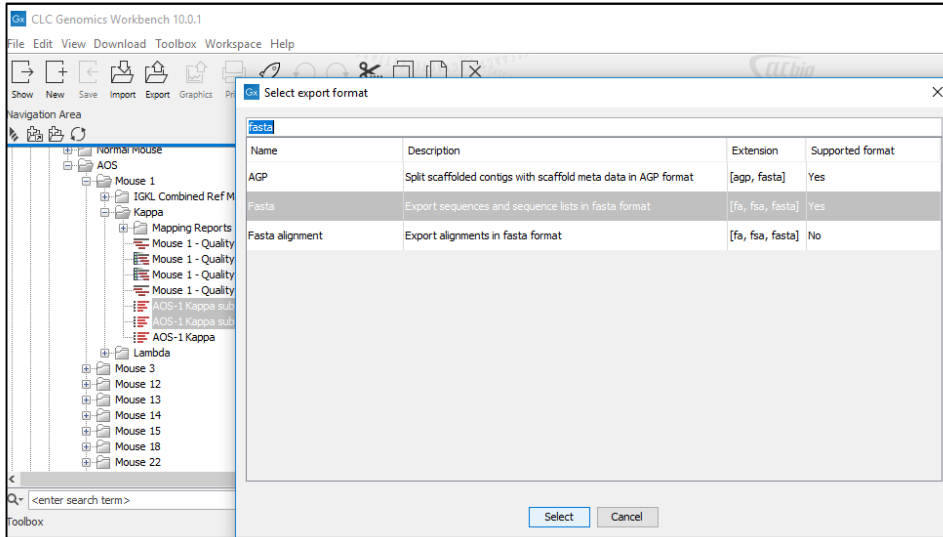 Gx CLC Genomics Workbench 10.0.1
File Edit View Download Toolbox Workspace Help
Show New Save Import Export Graphics
CLCbio
Gx Select export format
Navigation Area
fasta
Name Description Extension Supported format
AGP Split scaffolded contigs with scaffold meta data in AGP format [agp, fasta] Yes
Fasta Export sequences and sequence lists in fasta format [fa, fsa, fasta] Yes
Fasta alignment Export alignments in fasta format [fa, fsa, fasta] No
Normal Mouse
AOS
Mouse 1
IGKL Combined Ref M
Kappa
Mapping Reports
Mouse 1 - Quality
Mouse 1 - Quality
Mouse 1 - Quality
Mouse 1 - Quality
AOS-1 Kappa sub
AOS-1 Kappa sub
AOS-1 Kappa
Lambda
Mouse 3
Mouse 12
Mouse 13
Mouse 14
Mouse 15
Mouse 18
Mouse 22
<enter search term>
Toolbox
Select Cancel